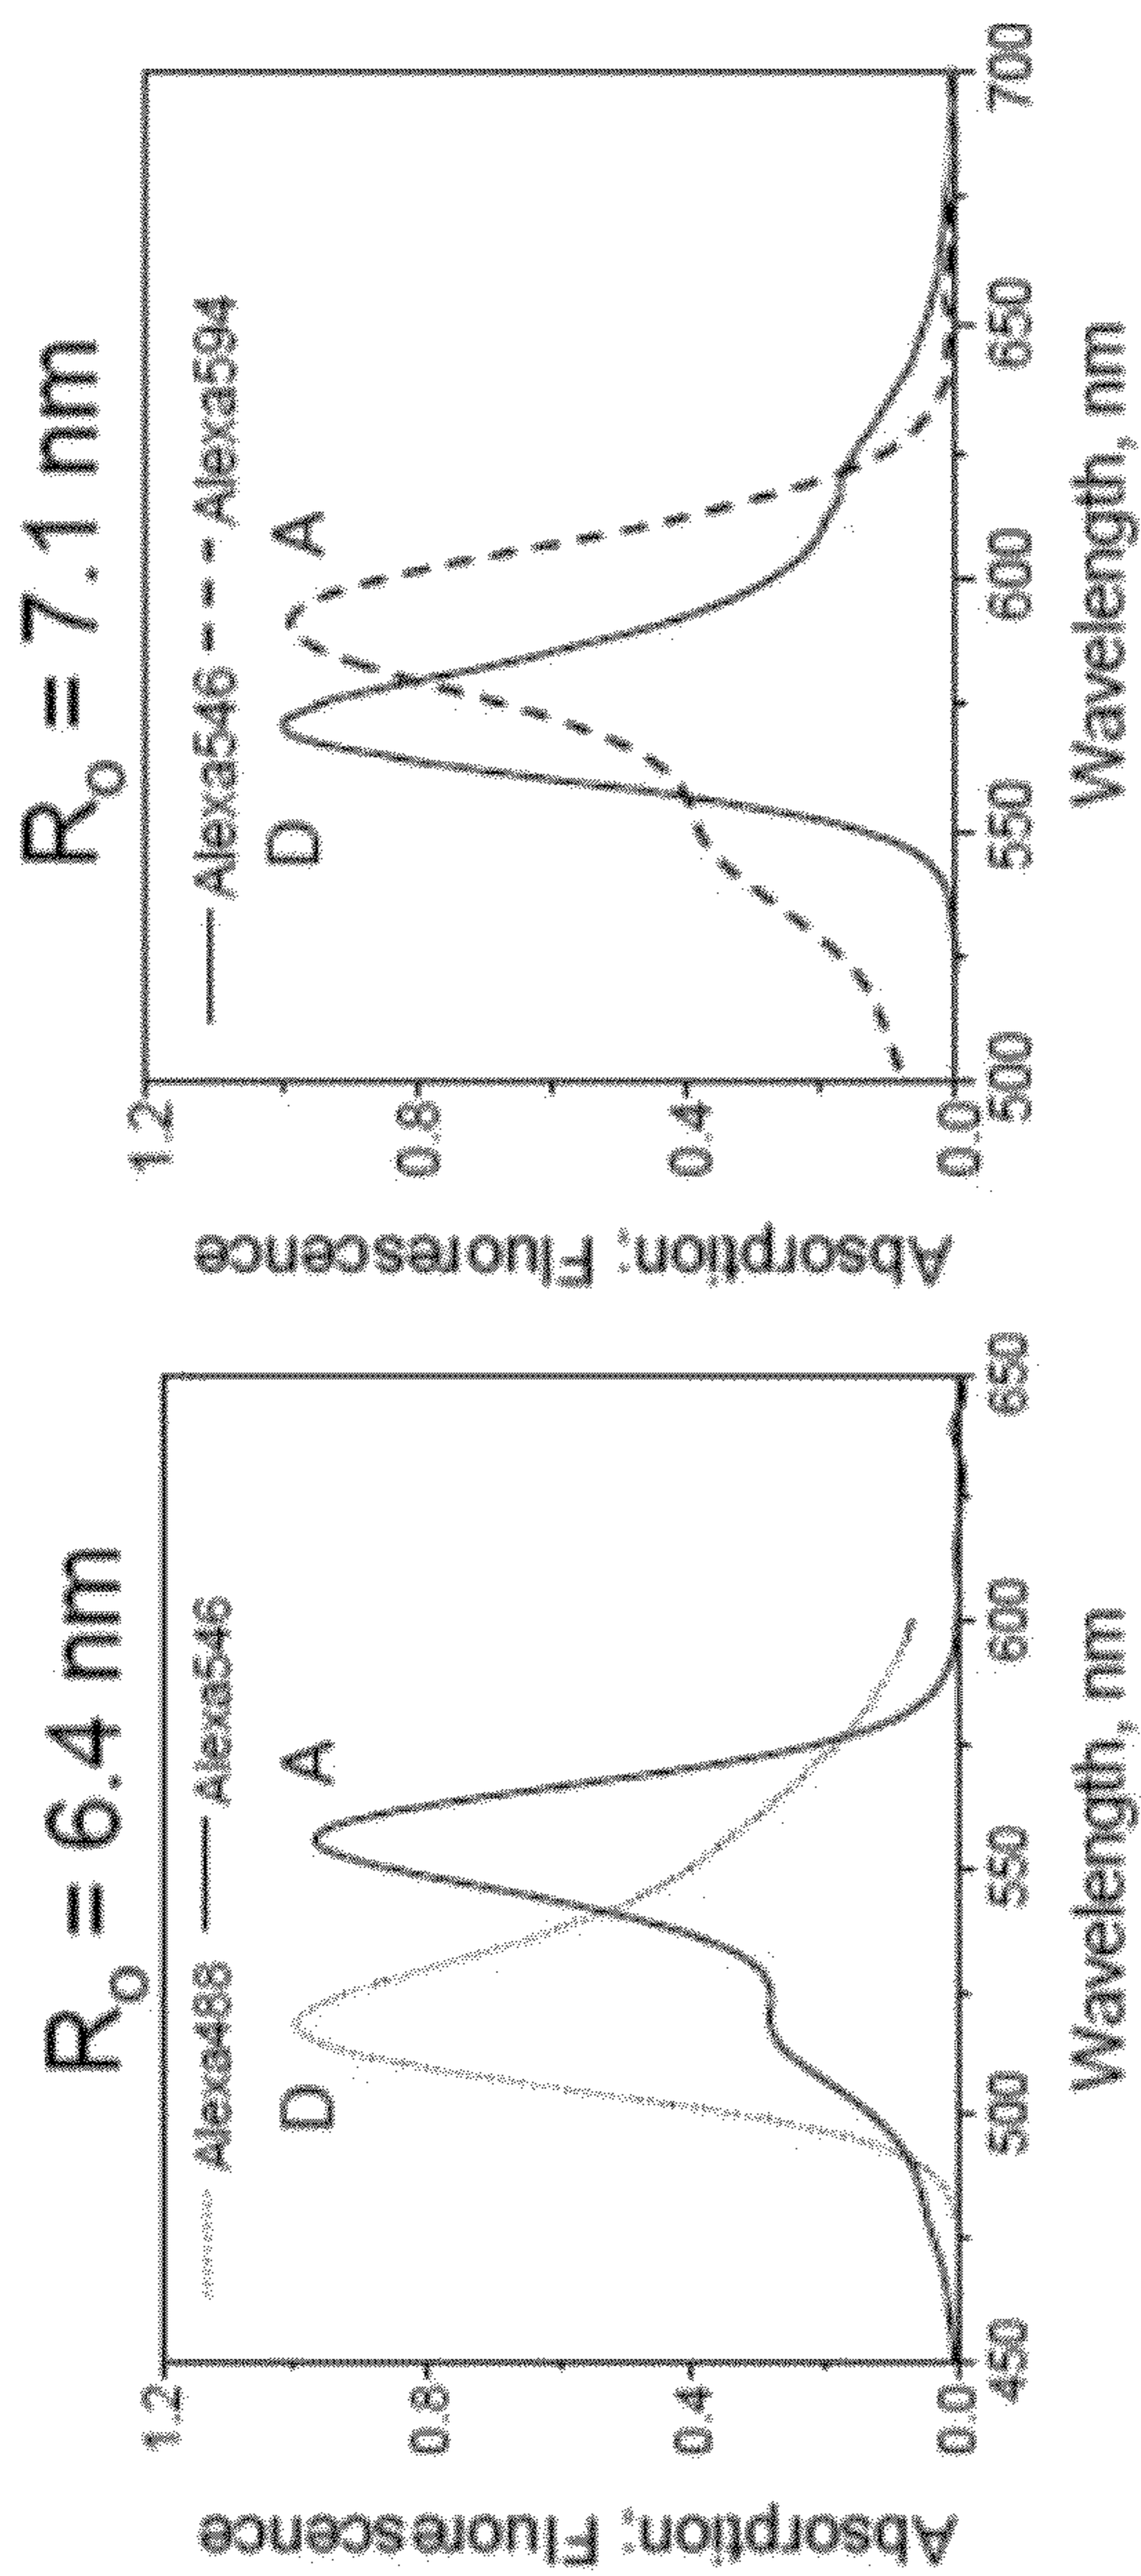 R₀ = 6.4 nm
Alexa488 Alexa546
D A
1.2
0.8
0.4
0.0
450 500 550 600 650
Absorption; Fluorescence
Wavelength, nm
R₀ = 7.1 nm
Alexa546 Alexa594
D A
1.2
0.8
0.4
0.0
500 550 600 650 700
Absorption; Fluorescence
Wavelength, nm